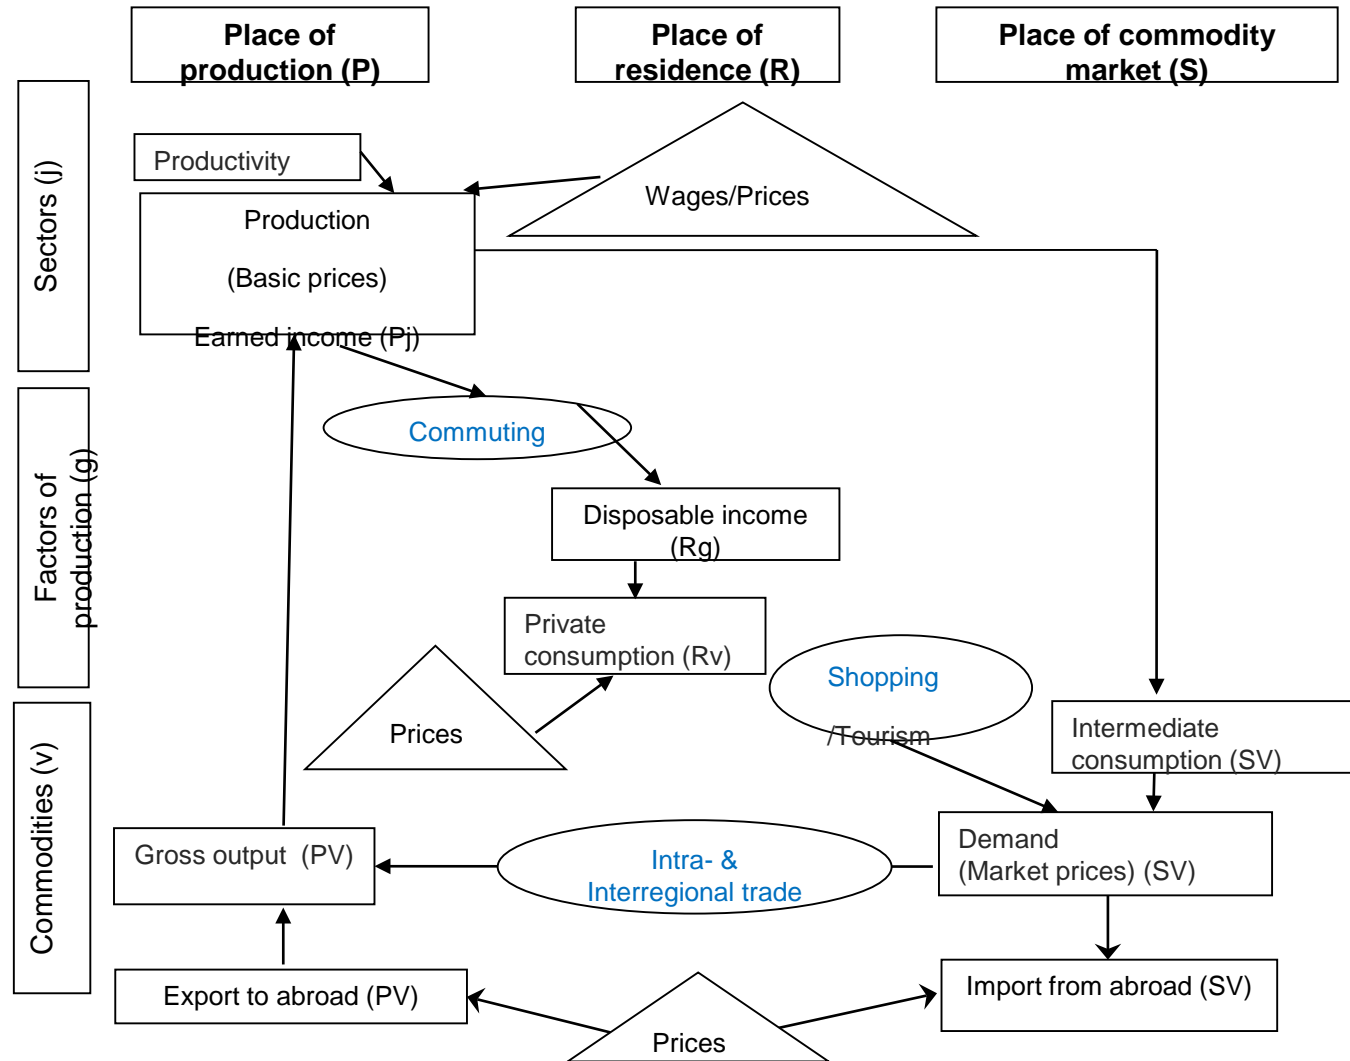 Place of
production (P)
Place of
residence (R)
Place of commodity
market (S)
Sectors (j)
Productivity
Wages/Prices
Production
(Basic prices)
Earned income (Pj)
Factors of
production (g)
Commuting
Disposable income
(Rg)
Private
consumption (Rv)
Prices
Shopping
/Tourism
Intermediate
consumption (SV)
Commodities (v)
Gross output (PV)
Intra- &
Interregional trade
Demand
(Market prices) (SV)
Export to abroad (PV)
Prices
Import from abroad (SV)